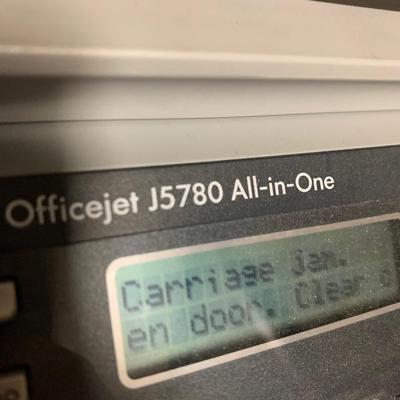 Officejet J5780 All-in-One
Carriage jam.
en door. Clear